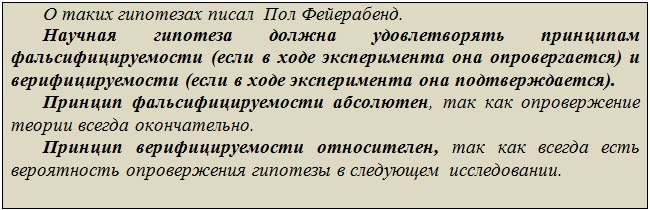 О таких гипотезах писал Пол Фейерабенд.
Научная гипотеза должна удовлетворять принципам
фальсифицируемости (если в ходе эксперимента она опровергается) и
верифицируемости (если в ходе эксперимента она подтверждается).
Принцип фальсифицируемости абсолютен, так как опровержение
теории всегда окончательно.
Принцип верифицируемости относителен, так как всегда есть
вероятность опровержения гипотезы в следующем исследовании.